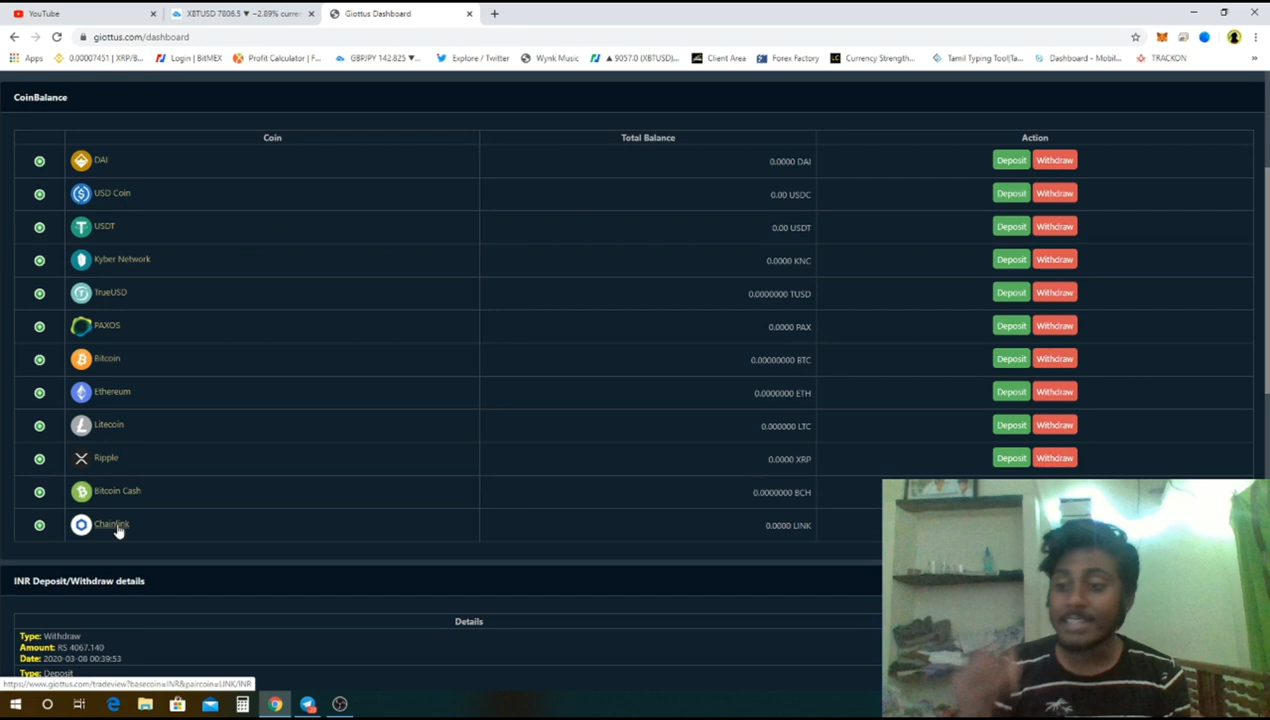 YouTube
XBTUSD 7806.5 ▼ −2.89% curre
Giottus Dashboard
giottus.com/dashboard
Apps
0.00007451 | XRP/B...
Login | BitMEX
Profit Calculator | F...
GBPJPY 142.825 ▼...
Explore / Twitter
Wynk Music
▲ 9057.0 (XBTUSD)...
Client Area
Forex Factory
Currency Strength...
Tamil Typing Tool|Ta...
Dashboard - Mobil...
TRACKON
CoinBalance
Coin Total Balance Action
DAI 0.0000 DAI Deposit Withdraw
USD Coin 0.00 USDC Deposit Withdraw
USDT 0.00 USDT Deposit Withdraw
Kyber Network 0.0000 KNC Deposit Withdraw
TrueUSD 0.0000000 TUSD Deposit Withdraw
PAXOS 0.0000 PAX Deposit Withdraw
Bitcoin 0.00000000 BTC Deposit Withdraw
Ethereum 0.0000000 ETH Deposit Withdraw
Litecoin 0.000000 LTC Deposit Withdraw
Ripple 0.0000 XRP Deposit Withdraw
Bitcoin Cash 0.0000000 BCH
Chainlink 0.0000 LINK
INR Deposit/Withdraw details
Details
Type: Withdraw
Amount: RS 4067.140
Date: 2020-03-08 00:39:53
Type: Deposit
https://www.giottus.com/tradeview?basecoin=INR&paircoin=LINK/INR